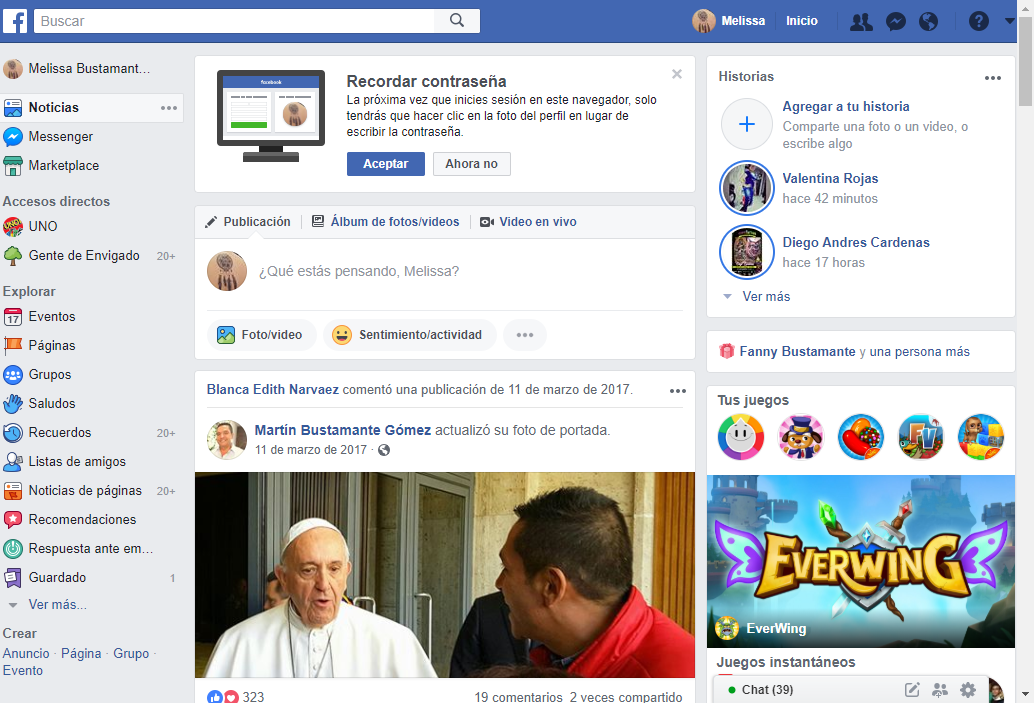 Buscar
Melissa
Inicio
Melissa Bustamant...
Noticias
Messenger
Marketplace
Accesos directos
UNO
Gente de Envigado 20+
Explorar
17
Eventos
Páginas
Grupos
Saludos
Recuerdos 20+
Listas de amigos
Noticias de páginas 20+
Recomendaciones
Respuesta ante em...
Guardado 1
Ver más...
Crear
Anuncio · Página · Grupo ·
Evento
facebook
Recordar contraseña
La próxima vez que inicies sesión en este navegador, solo
tendrás que hacer clic en la foto del perfil en lugar de
escribir la contraseña.
Aceptar
Ahora no
Publicación
Álbum de fotos/videos
Video en vivo
¿Qué estás pensando, Melissa?
Foto/video
Sentimiento/actividad
Blanca Edith Narvaez comentó una publicación de 11 de marzo de 2017.
Martín Bustamante Gómez actualizó su foto de portada.
11 de marzo de 2017 ·
323
19 comentarios 2 veces compartido
Historias
Agregar a tu historia
Comparte una foto o un video, o
escribe algo
Valentina Rojas
hace 42 minutos
Diego Andres Cardenas
hace 17 horas
Ver más
Fanny Bustamante y una persona más
Tus juegos
FV
EVERWING
EverWing
Juegos instantáneos
Chat (39)